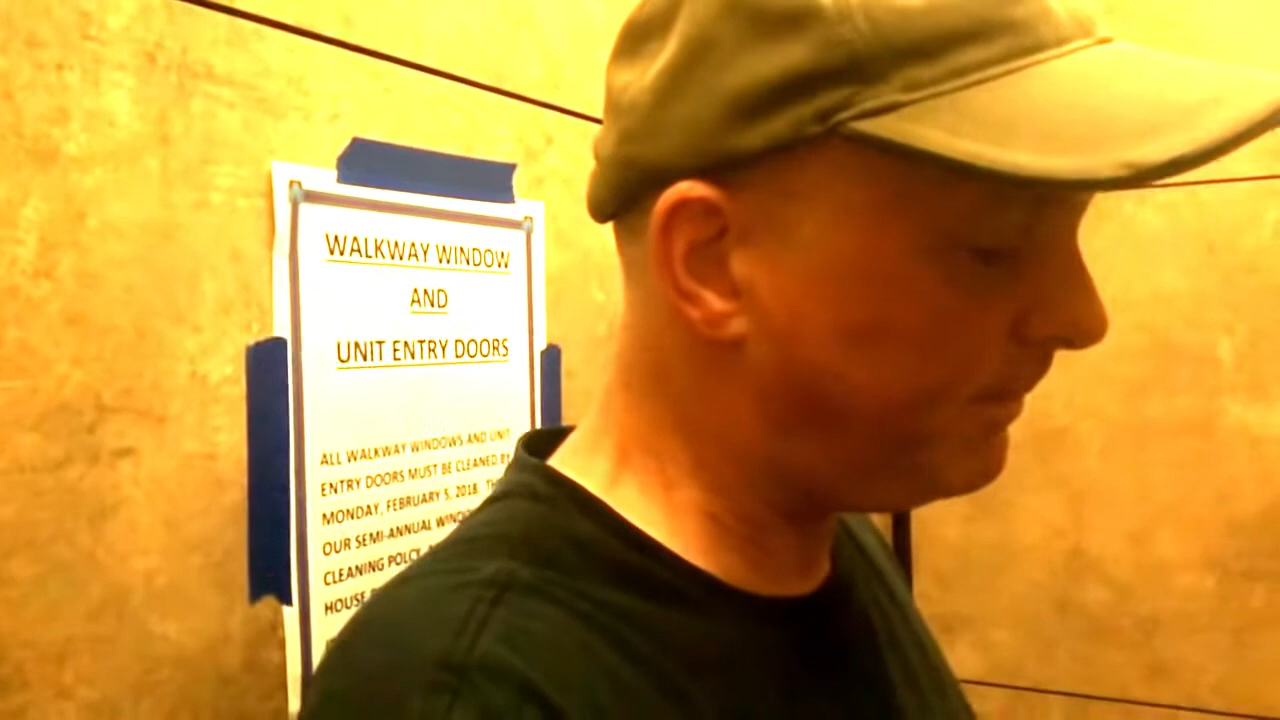 WALKWAY WINDOW
AND
UNIT ENTRY DOORS
ALL WALKWAY WINDOWS AND UNIT
ENTRY DOORS MUST BE CLEANED BY
MONDAY, FEBRUARY 5, 2018.
OUR SEMI-ANNUAL
CLEANING POLCY
HOUSE